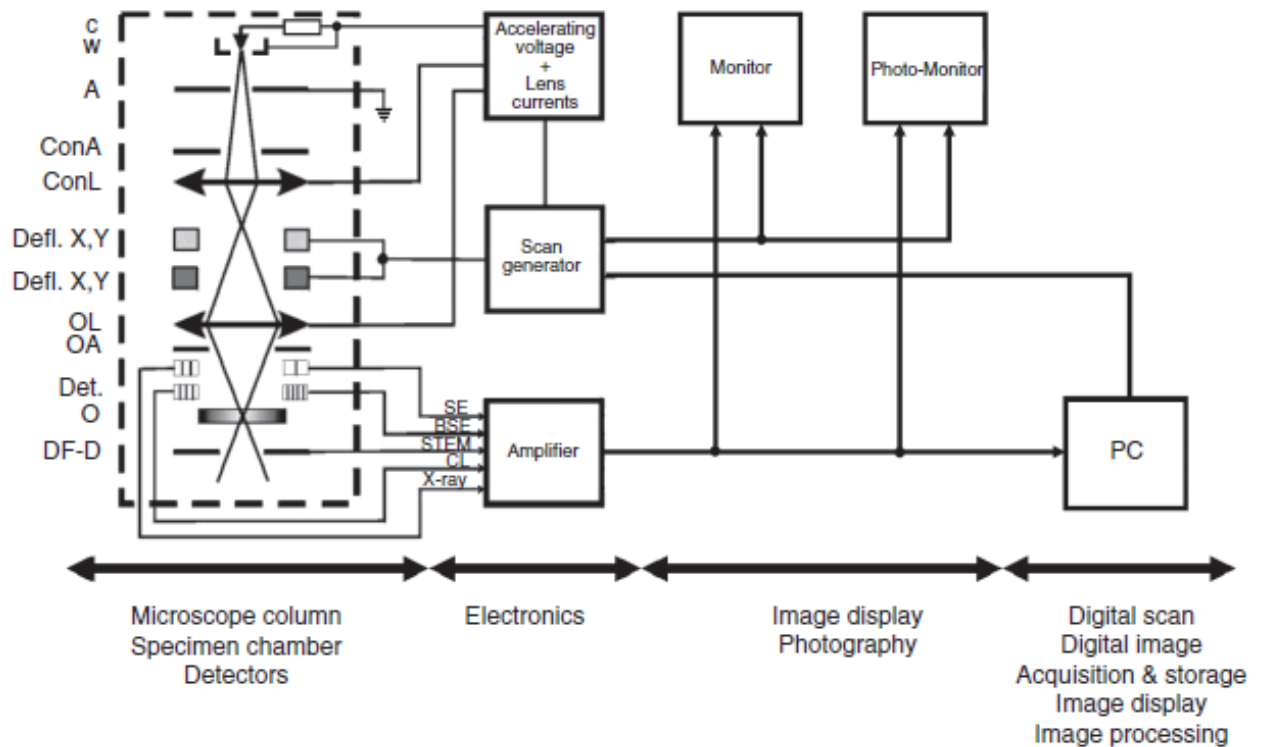 C
W
A
ConA
ConL
Defl. X,Y
Defl. X,Y
OL
OA
Det.
O
DF-D
Accelerating
voltage
+
Lens
currents
Monitor
Photo-Monitor
Scan
generator
SE
BSE
STEM
CL
X-ray
Amplifier
PC
Microscope column
Specimen chamber
Detectors
Electronics
Image display
Photography
Digital scan
Digital image
Acquisition & storage
Image display
Image processing